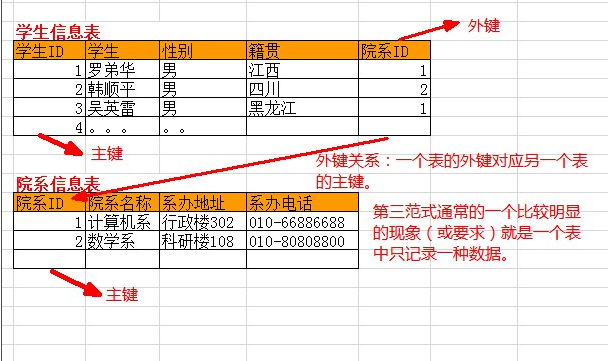 外键
学生信息表
学生ID 学生 性别 籍贯 院系ID
1 罗弟华 男 江西 1
2 韩顺平 男 四川 2
3 吴英雷 男 黑龙江 1
4 。。。 。。
主键
外键关系：一个表的外键对应另一个表
的主键。
院系信息表
院系ID 院系名称 系办地址 系办电话
1 计算机系 行政楼302 010-66886688
2 数学系 科研楼108 010-80808800
第三范式通常的一个比较明显
的现象（或要求）就是一个表
中只记录一种数据。
主键